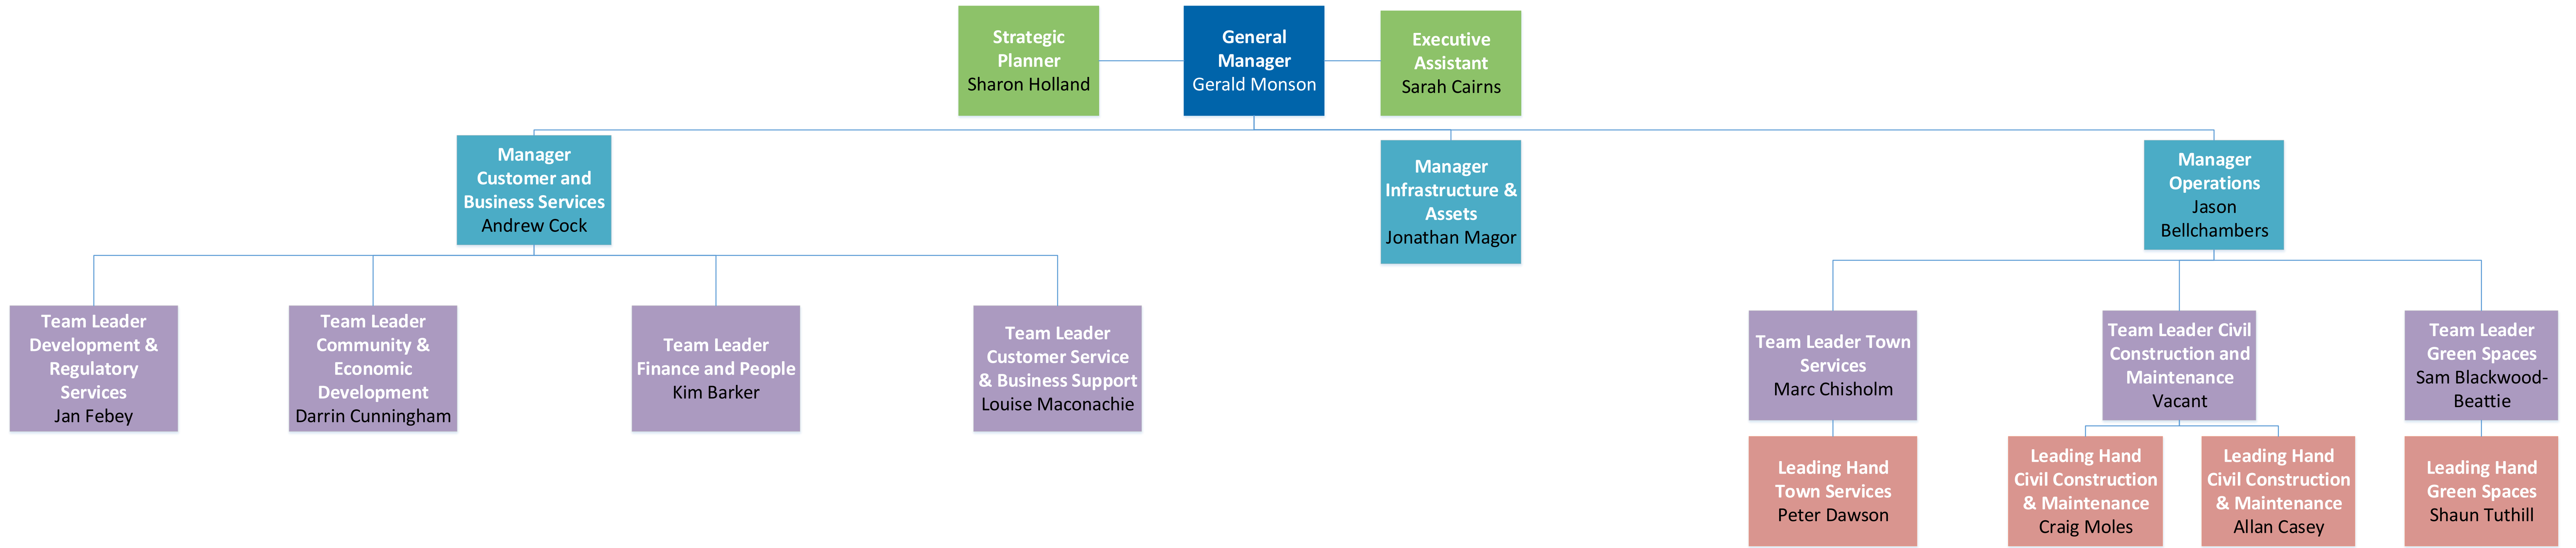 Strategic
Planner
Sharon Holland
General
Manager
Gerald Monson
Executive
Assistant
Sarah Cairns
Manager
Customer and
Business Services
Andrew Cock
Manager
Infrastructure &
Assets
Jonathan Magor
Manager
Operations
Jason
Bellchambers
Team Leader
Development &
Regulatory
Services
Jan Febey
Team Leader
Community &
Economic
Development
Darrin Cunningham
Team Leader
Finance and People
Kim Barker
Team Leader
Customer Service
& Business Support
Louise Maconachie
Team Leader Town
Services
Marc Chisholm
Team Leader Civil
Construction and
Maintenance
Vacant
Team Leader
Green Spaces
Sam Blackwood-
Beattie
Leading Hand
Town Services
Peter Dawson
Leading Hand
Civil Construction
& Maintenance
Craig Moles
Leading Hand
Civil Construction
& Maintenance
Allan Casey
Leading Hand
Green Spaces
Shaun Tuthill